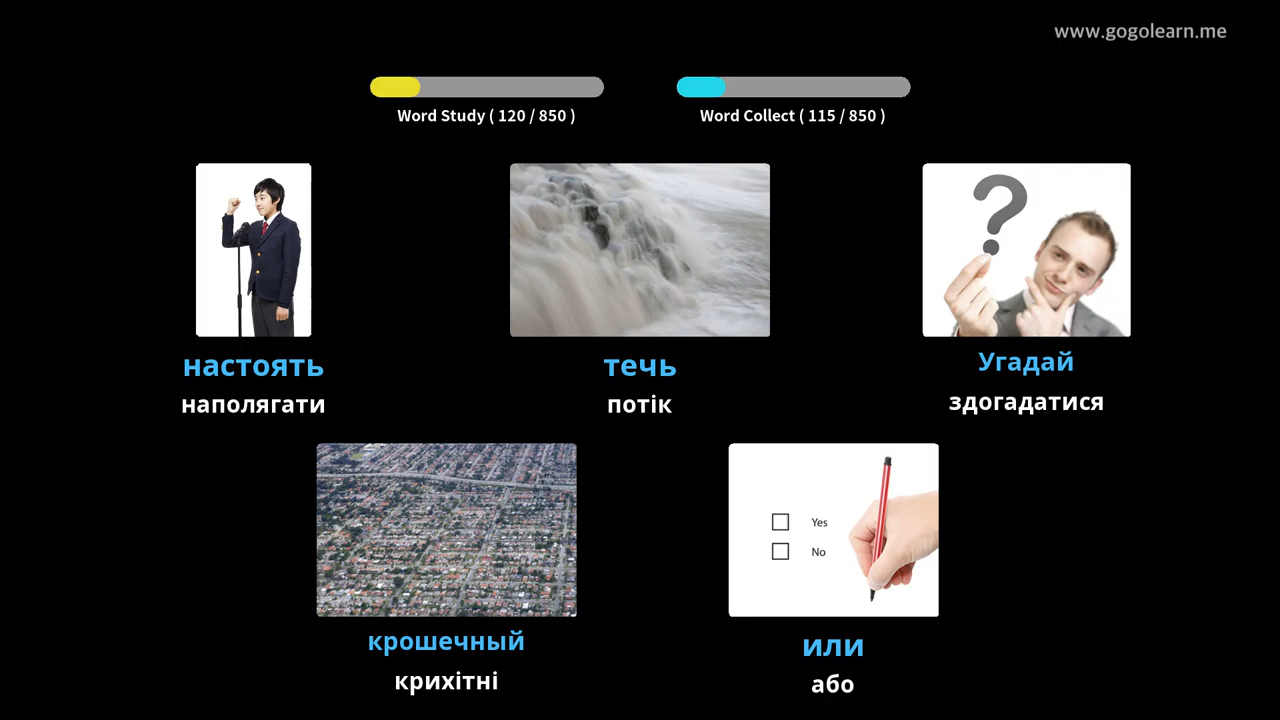 www.gogolearn.me
Word Study ( 120 / 850 )
Word Collect ( 115 / 850 )
настоять
наполягати
течь
потік
Угадай
здогадатися
Yes
No
крошечный
крихітні
или
або